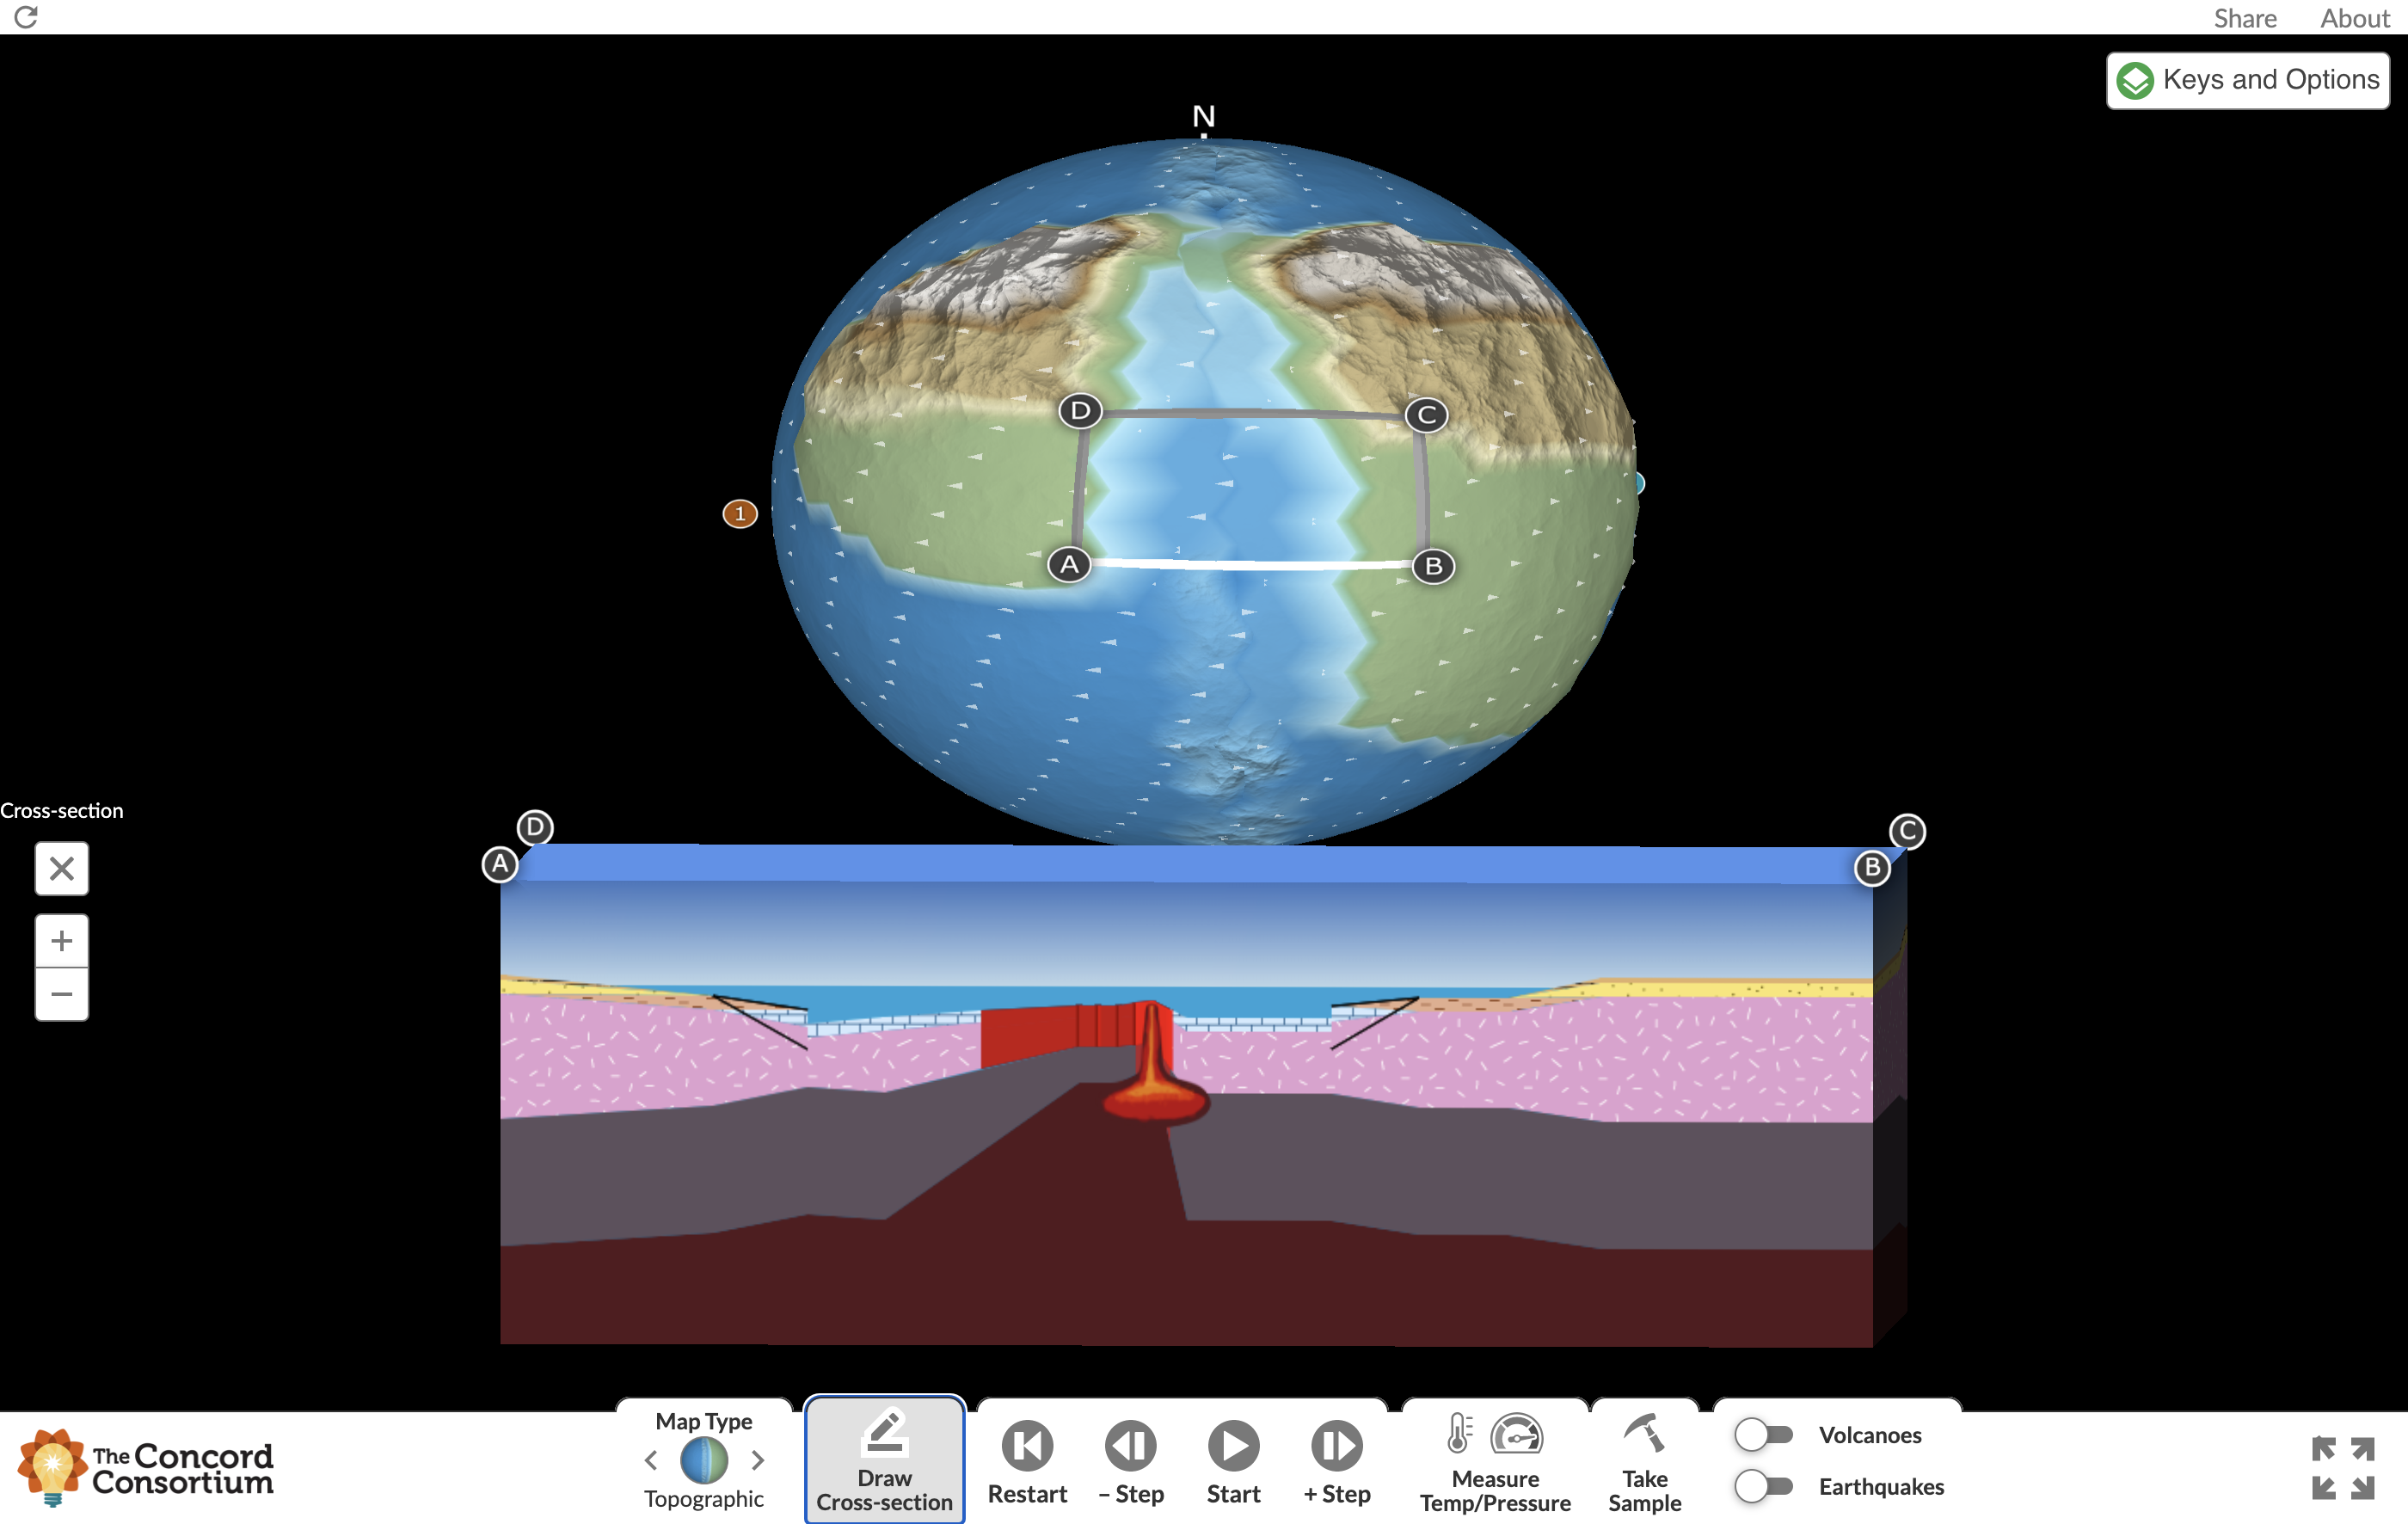 Share About
Keys and Options
N
D C
1
A B
Cross-section
D C
A B
The Concord
Consortium
Map Type
Topographic
Draw
Cross-section
Restart
– Step
Start
+ Step
Measure
Temp/Pressure
Take
Sample
Volcanoes
Earthquakes